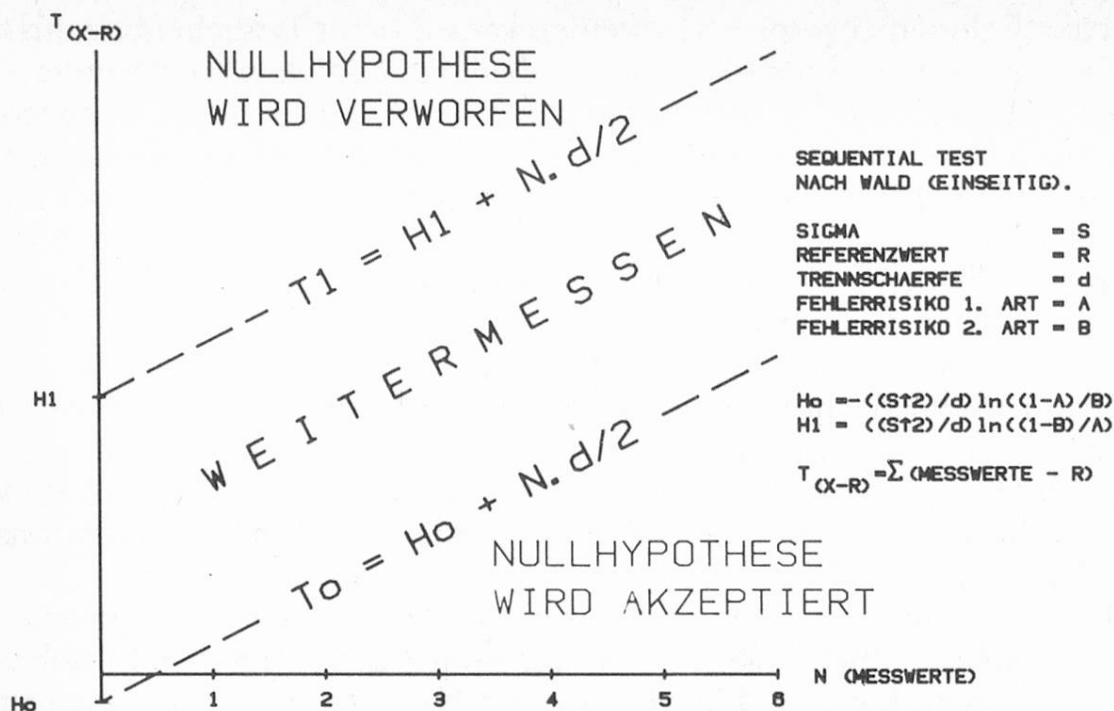 T(X-R)
NULLHYPOTHESE
WIRD VERWORFEN
T1 = H1 + N. d/2
WEITERMESSEN
To = Ho + N. d/2
NULLHYPOTHESE
WIRD AKZEPTIERT
H1
Ho
1 2 3 4 5 6 N (MESSWERTE)
SEQUENTIAL TEST
NACH WALD (EINSEITIG).
SIGMA = S
REFERENZWERT = R
TRENNSCHAERFE = d
FEHLERRISIKO 1. ART = A
FEHLERRISIKO 2. ART = B
Ho =-((S↑2)/d)ln((1-A)/B)
H1 = ((S↑2)/d)ln((1-B)/A)
T(X-R)=Σ(MESSWERTE - R)